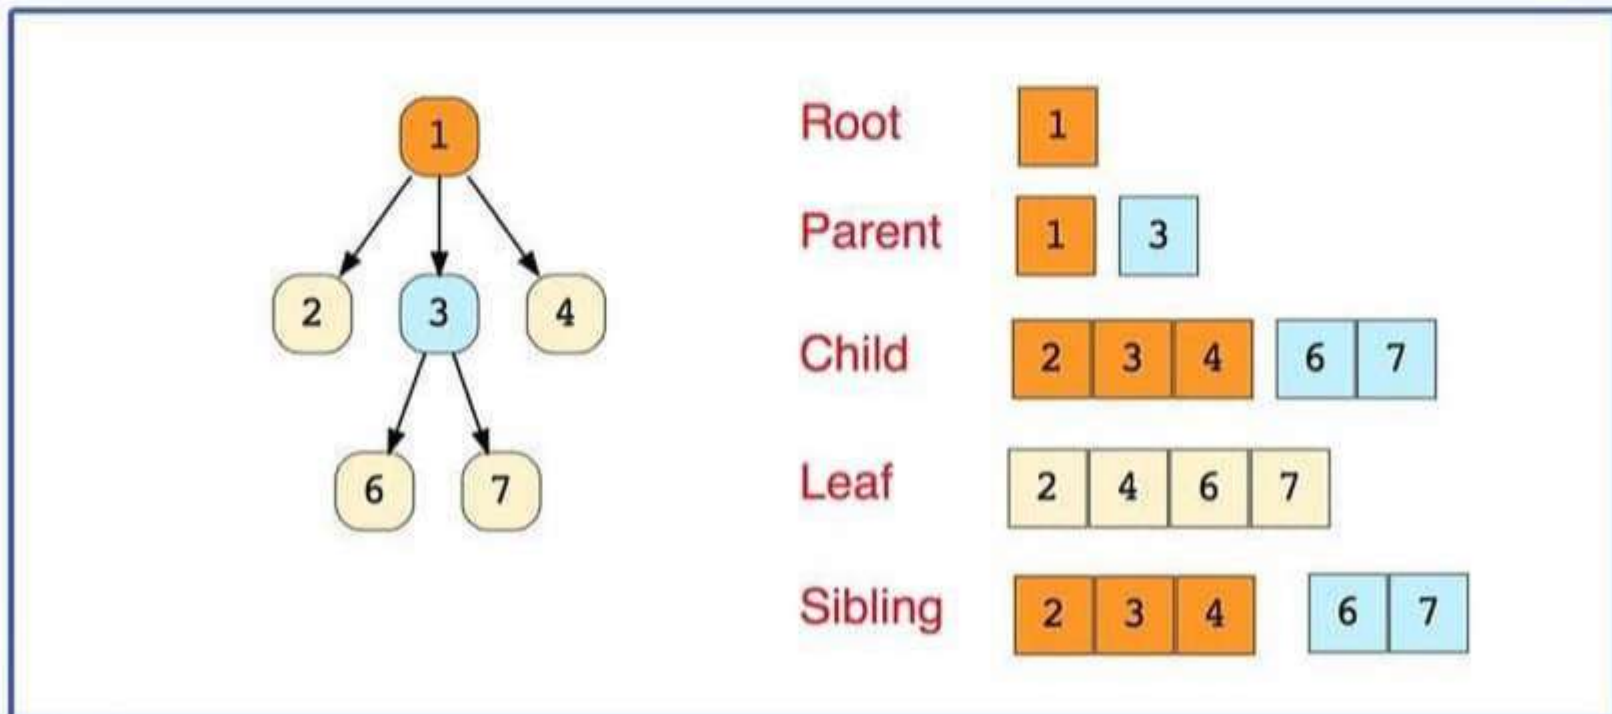 1
2 3 4
6 7
Root 1
Parent 1 3
Child 2 3 4 6 7
Leaf 2 4 6 7
Sibling 2 3 4 6 7